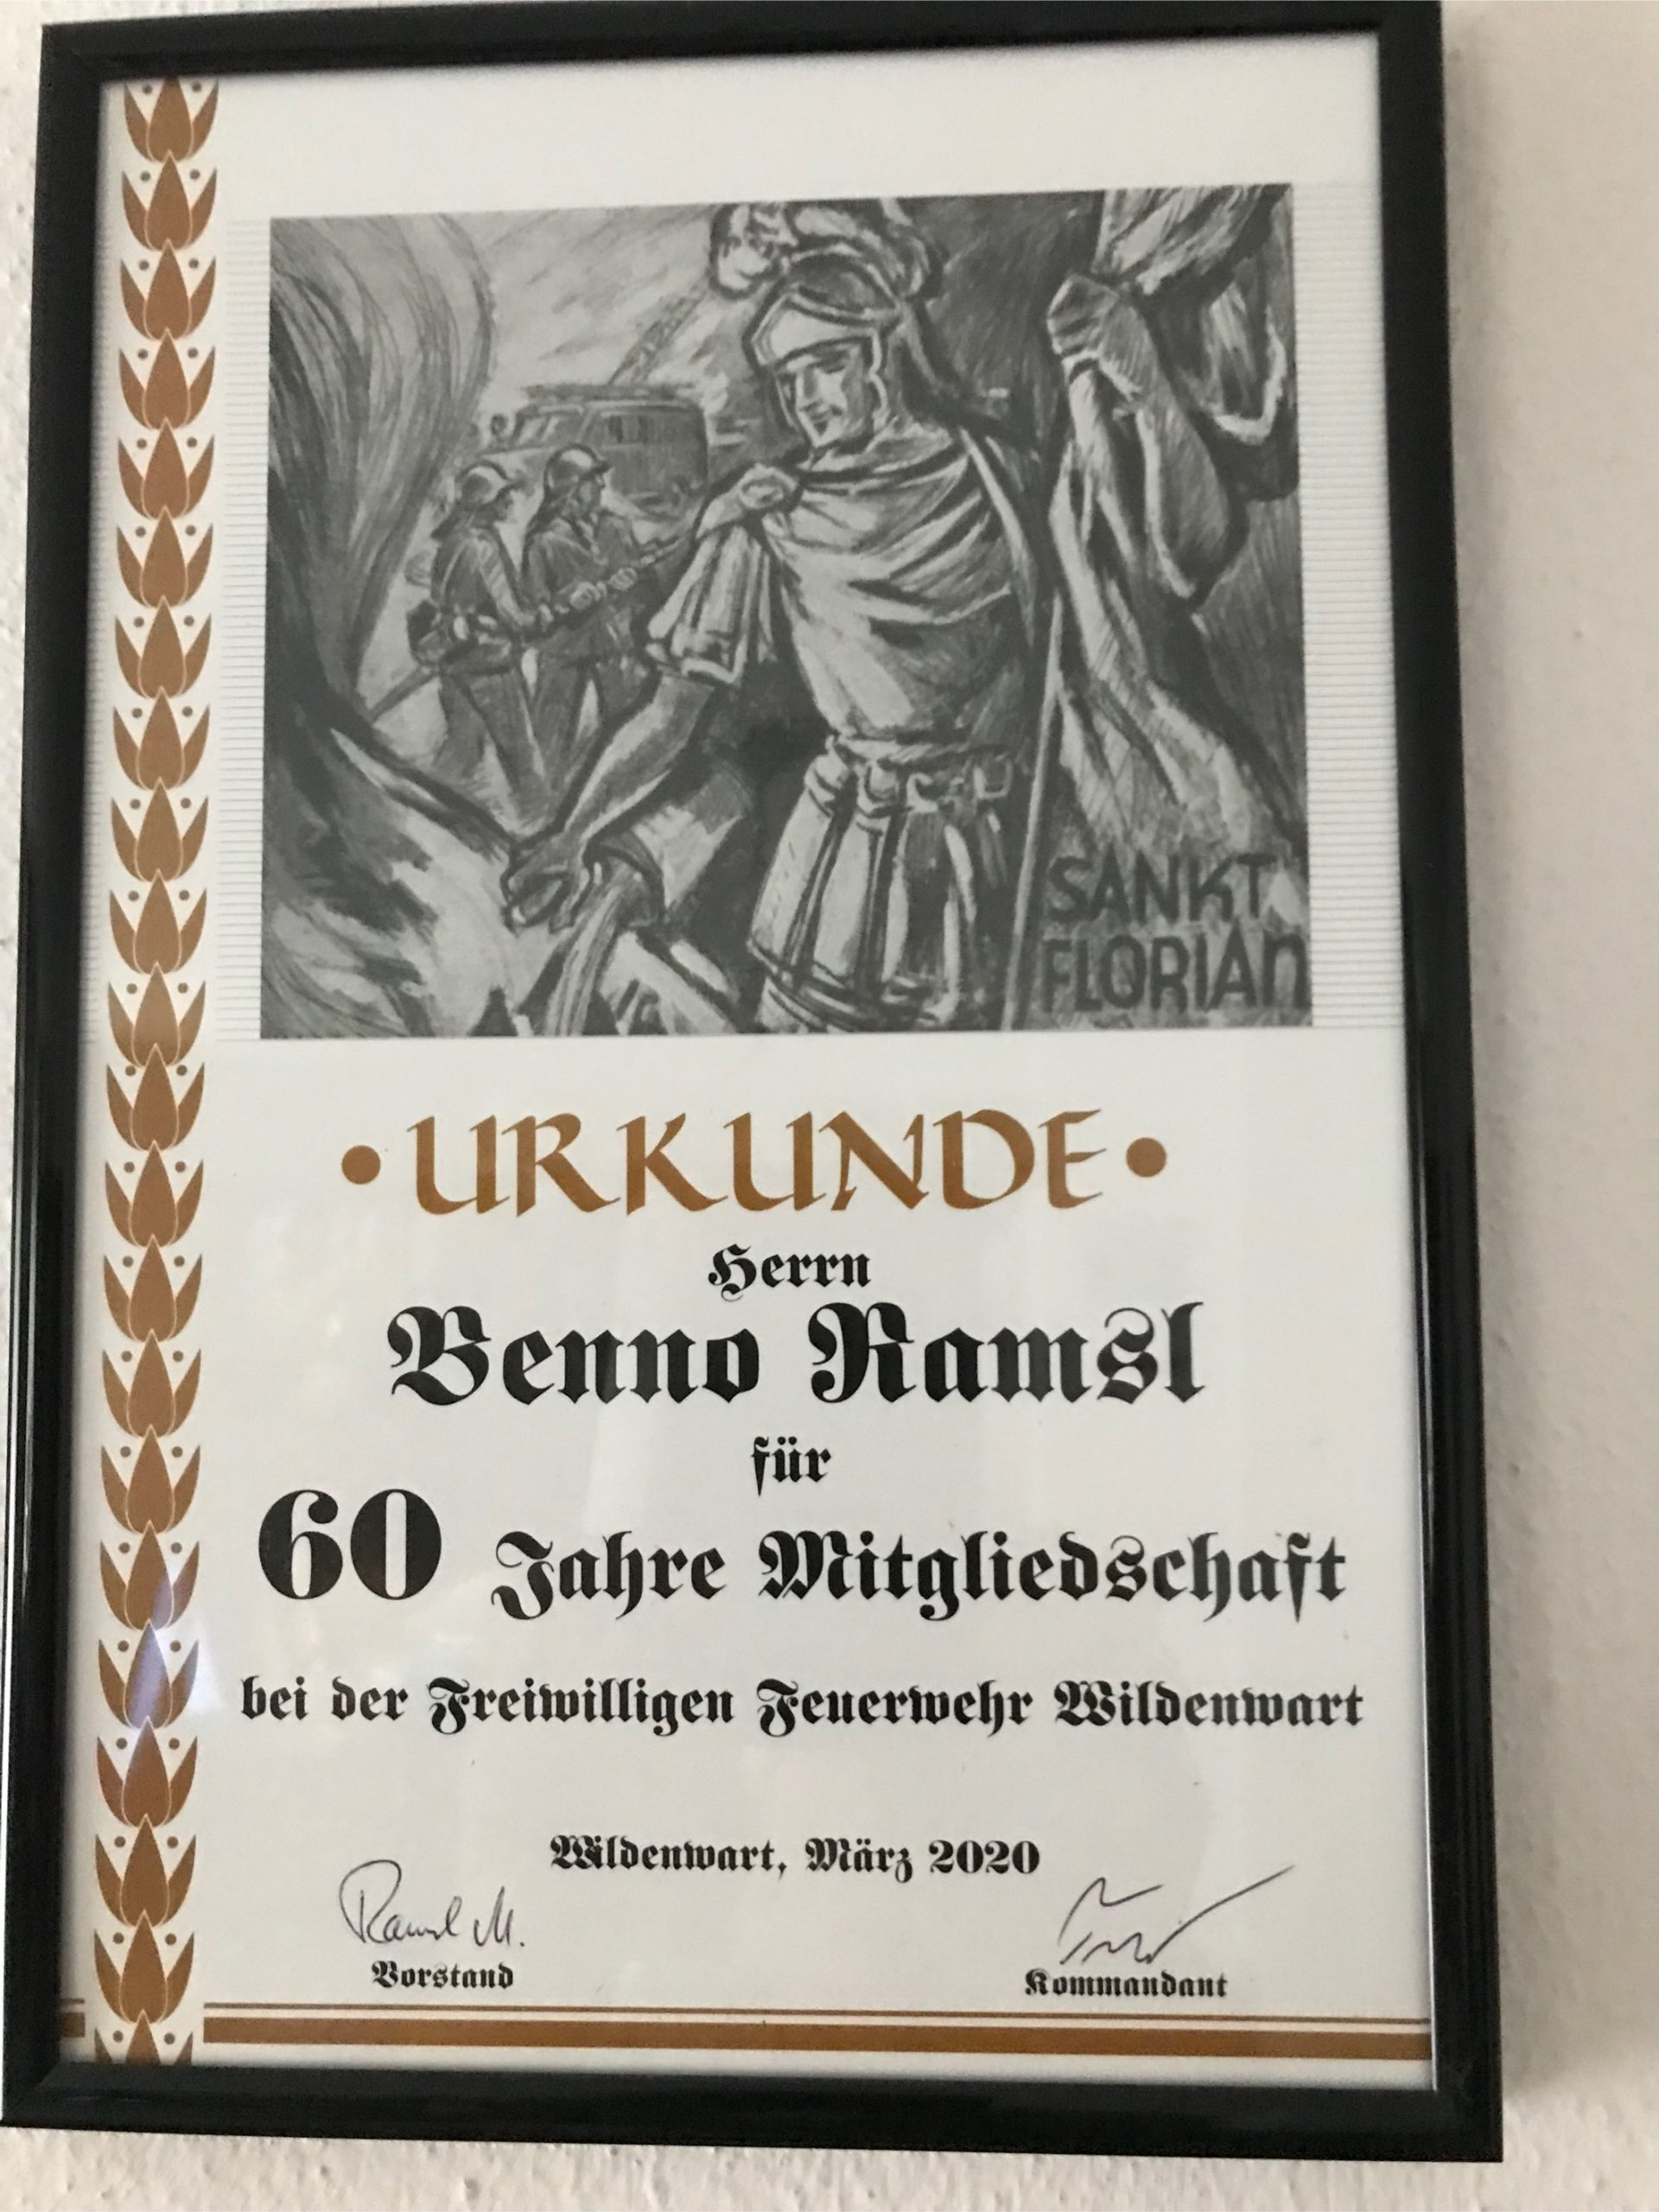 SANKT
FLORIAN
• URKUNDE •
Herrn
Benno Ramsl
für
60 Jahre Mitgliedschaft
bei der Freiwilligen Feuerwehr Wildenwart
Wildenwart, März 2020
Ramsl M.
Vorstand
Kommandant